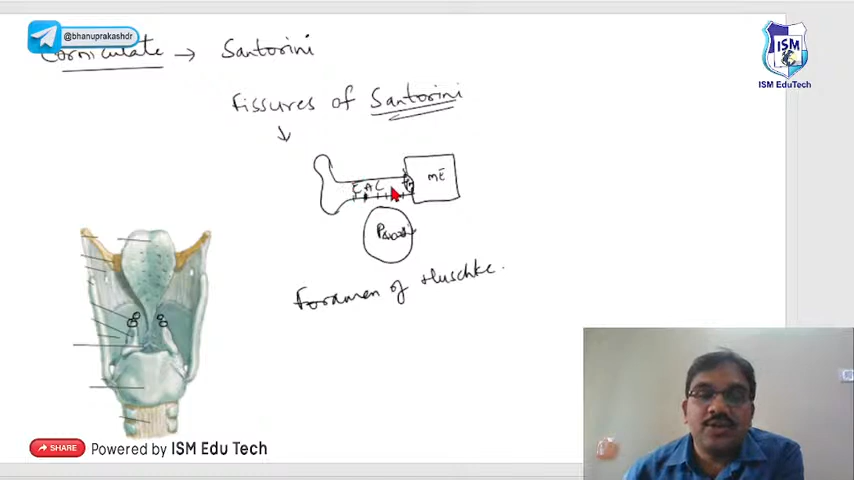 @bhanuprakashdr
Corniculate → Santorini
ISM
ISM EduTech
Fissures of Santorini
↓
EAC TM ME
Parotid
Foramen of Huschke.
SHARE Powered by ISM Edu Tech